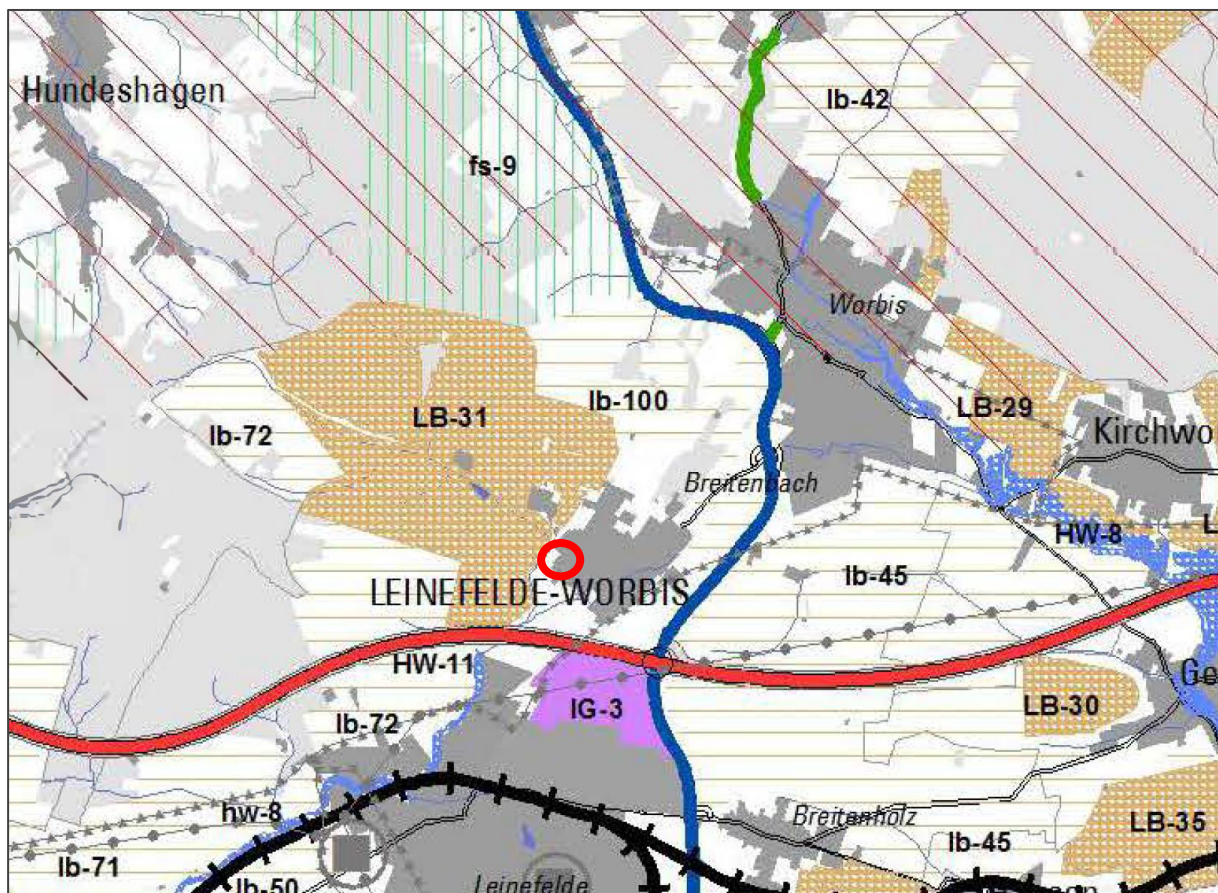 Hundeshagen
lb-42
fs-9
Worbis
LB-31
lb-100
LB-29
lb-72
Kirchwo
Breitenbach
HW-8
LEINEFELDE-WORBIS
lb-45
HW-11
Ge
IG-3
LB-30
lb-72
hw-8
Breitenholz
LB-35
lb-71
lb-45
lb-50
Leinefelde